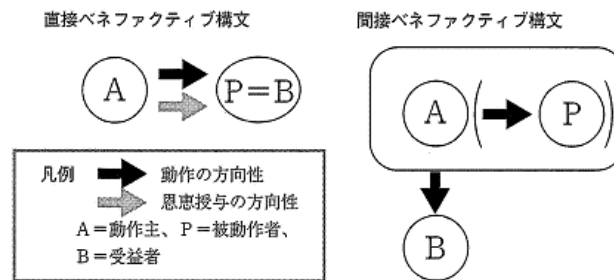 直接ベネファクティブ構文
A
P=B
凡例
動作の方向性
恩恵授与の方向性
A=動作主、P=被動作者、
B=受益者
間接ベネファクティブ構文
A
(
P
)
B